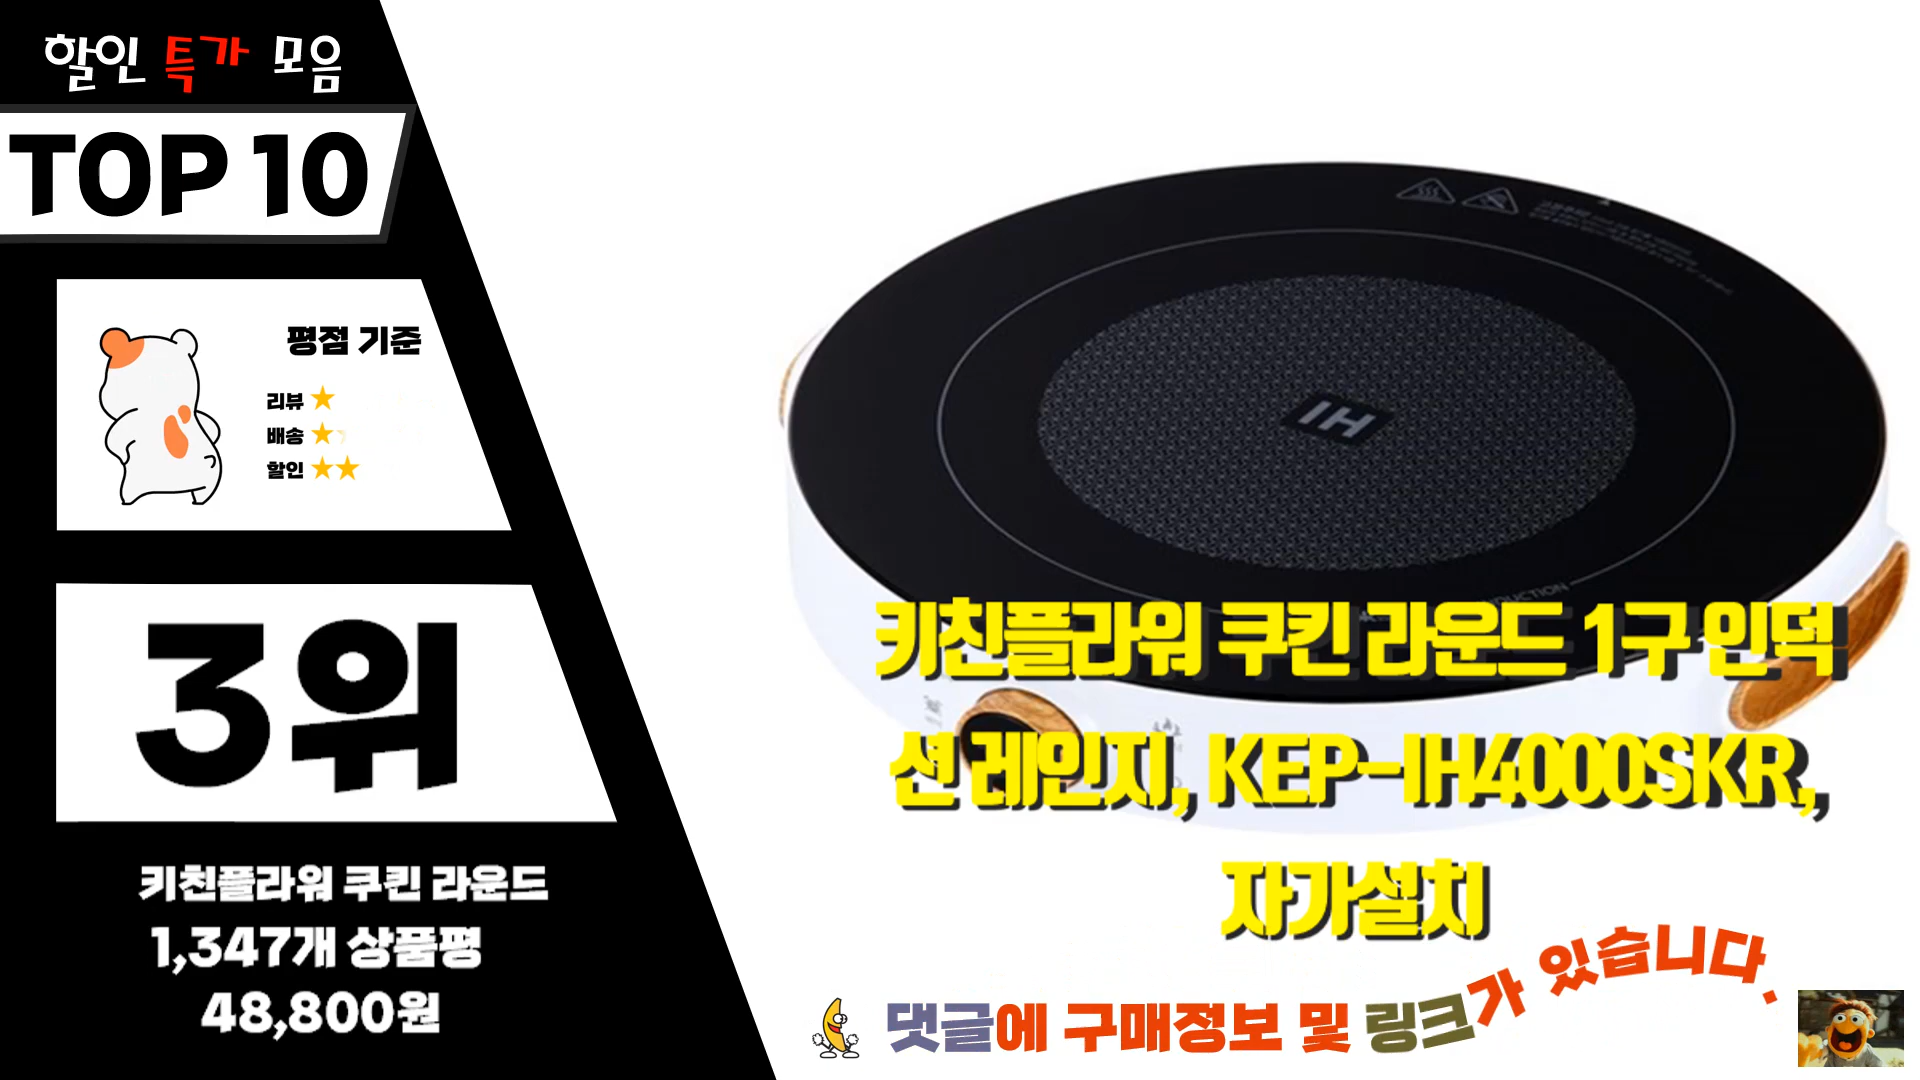 할인 특가 모음
TOP 10
평점 기준
리뷰 ★
배송 ★
할인 ★★
3위
키친플라워 쿠킨 라운드
1,347개 상품평
48,800원
IH
키친플라워 쿠킨 라운드 1구 인덕
션 레인지, KEP-IH4000SKR,
자가설치
댓글에 구매정보 및 링크가 있습니다.